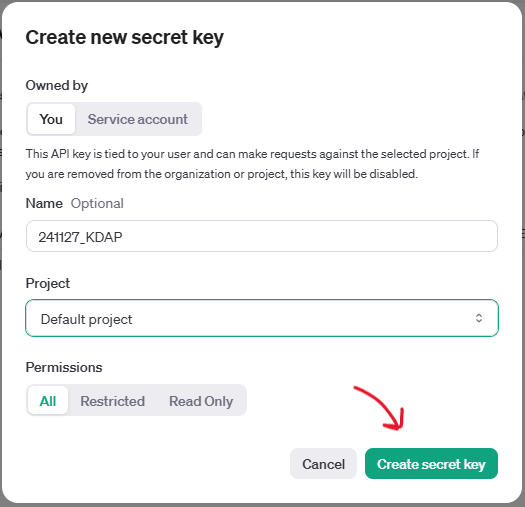 Create new secret key
Owned by
You
Service account
This API key is tied to your user and can make requests against the selected project. If
you are removed from the organization or project, this key will be disabled.
Name Optional
241127_KDAP
Project
Default project
Permissions
All
Restricted
Read Only
Cancel
Create secret key